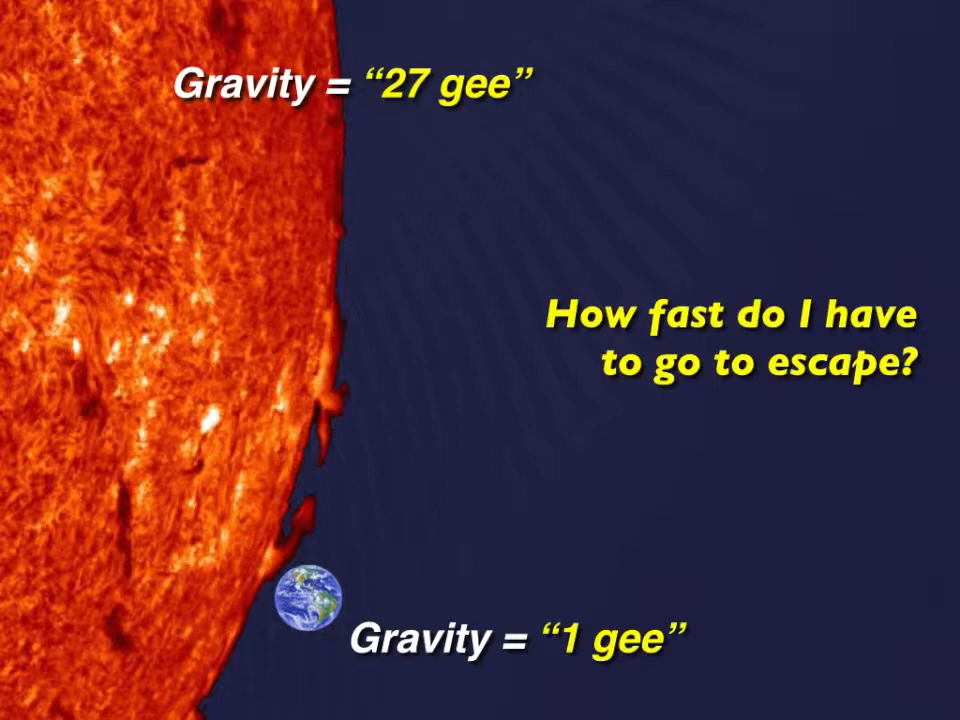 Gravity = “27 gee”
How fast do I have
to go to escape?
Gravity = “1 gee”